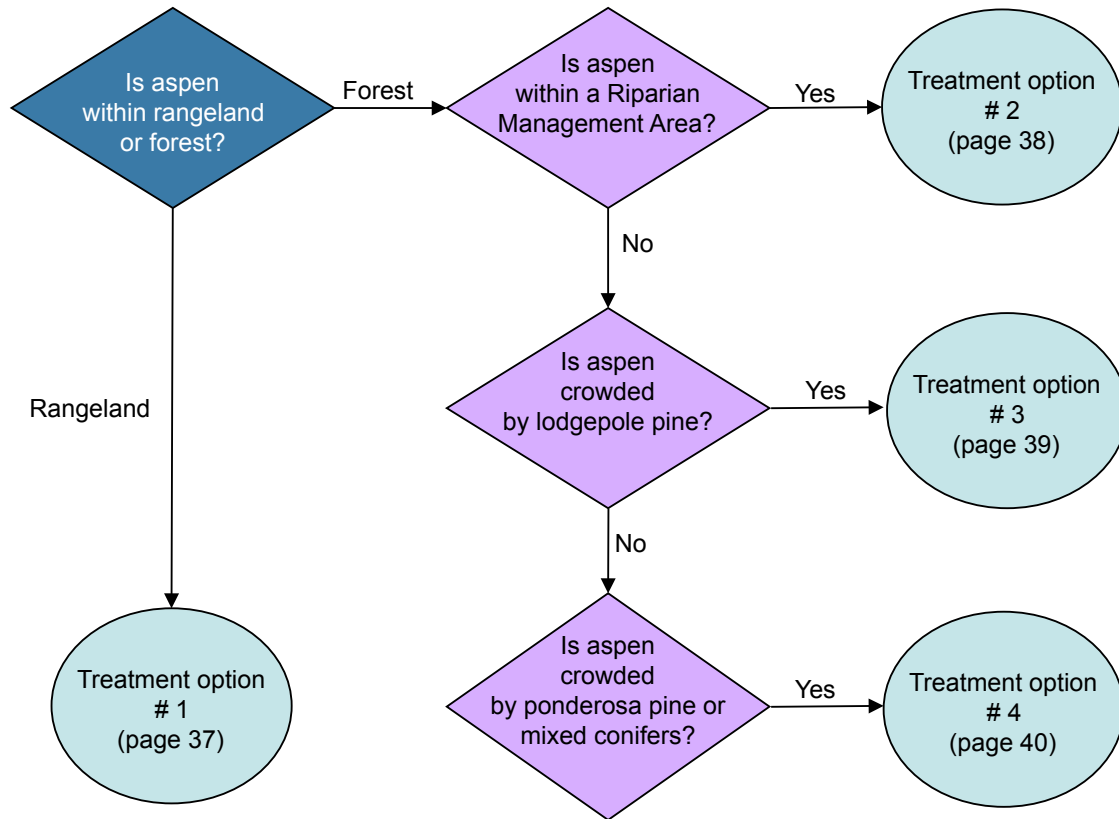 Is aspen
within rangeland
or forest?
Forest
Is aspen
within a Riparian
Management Area?
Yes
Treatment option
# 2
(page 38)
No
Rangeland
Is aspen
crowded
by lodgepole pine?
Yes
Treatment option
# 3
(page 39)
No
Treatment option
# 1
(page 37)
Is aspen
crowded
by ponderosa pine or
mixed conifers?
Yes
Treatment option
# 4
(page 40)